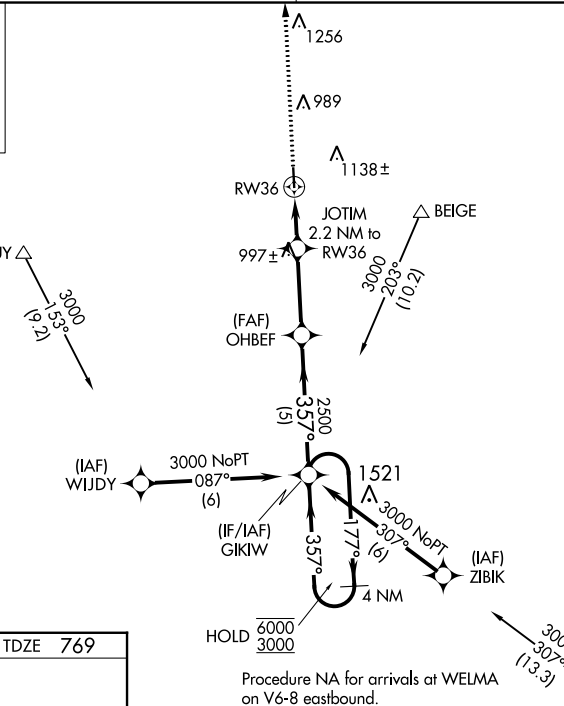 1256
989
1138±
RW36
JOTIM
2.2 NM to
RW36
997±
BEIGE
3000
203°
(10.2)
3000
153°
(9.2)
(FAF)
OHBEF
2500
357°
(5)
(IAF)
WIJDY
3000 NoPT
087°
(6)
(IF/IAF)
GIKIW
1521
3000 NoPT
307°
(6)
(IAF)
ZIBIK
357°
177°
4 NM
HOLD 6000
3000
307°
(13.3)
TDZE 769
Procedure NA for arrivals at WELMA
on V6-8 eastbound.